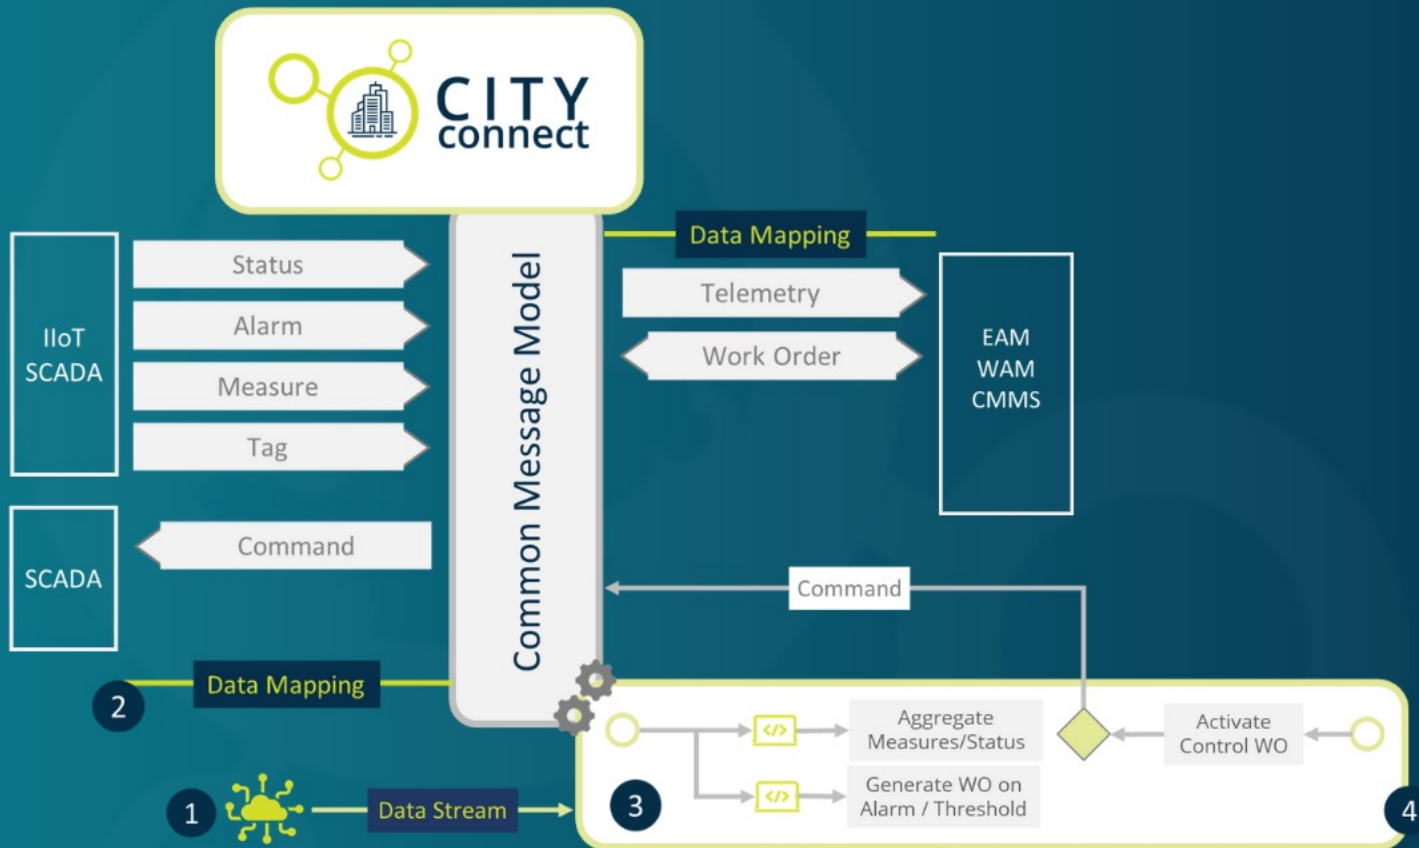 CITY
connect
IIoT
SCADA
Status
Alarm
Measure
Tag
SCADA
Command
Common Message Model
Data Mapping
Telemetry
Work Order
EAM
WAM
CMMS
Command
2
Data Mapping
1
Data Stream
3
</>
Aggregate
Measures/Status
</>
Generate WO on
Alarm / Threshold
Activate
Control WO
4